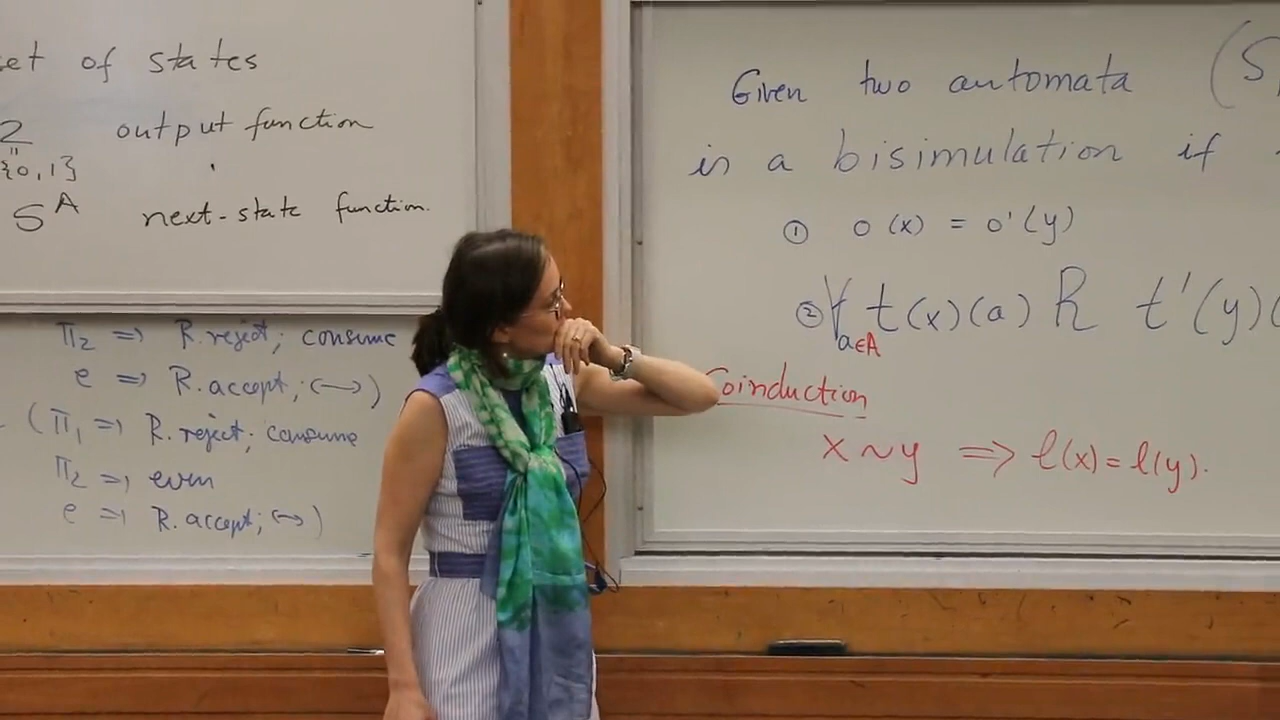 et of states
2 output function
"
{0,1}
S^A next-state function.
π₂ => R.reject; consume
e => R.accept; (⟶)
(π₁ => R.reject; consume
π₂ => even
e => R.accept; (⟶)
Given two automata (S
is a bisimulation if
① o(x) = o'(y)
② ∀ t(x)(a) R t'(y)(
a∈A
Coinduction
x ~ y => l(x) = l(y).